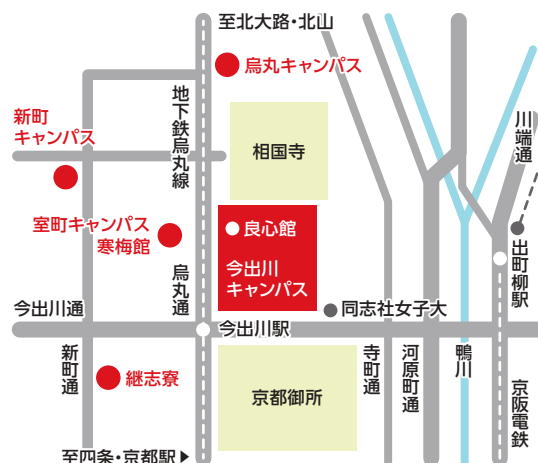 至北大路・北山
烏丸キャンパス
新町
キャンパス
地下鉄烏丸線
相国寺
川端通
室町キャンパス
寒梅館
良心館
今出川
キャンパス
烏丸通
出町柳駅
今出川通
今出川駅
同志社女子大
新町通
継志寮
京都御所
寺町通
河原町通
鴨川
京阪電鉄
至四条・京都駅▶